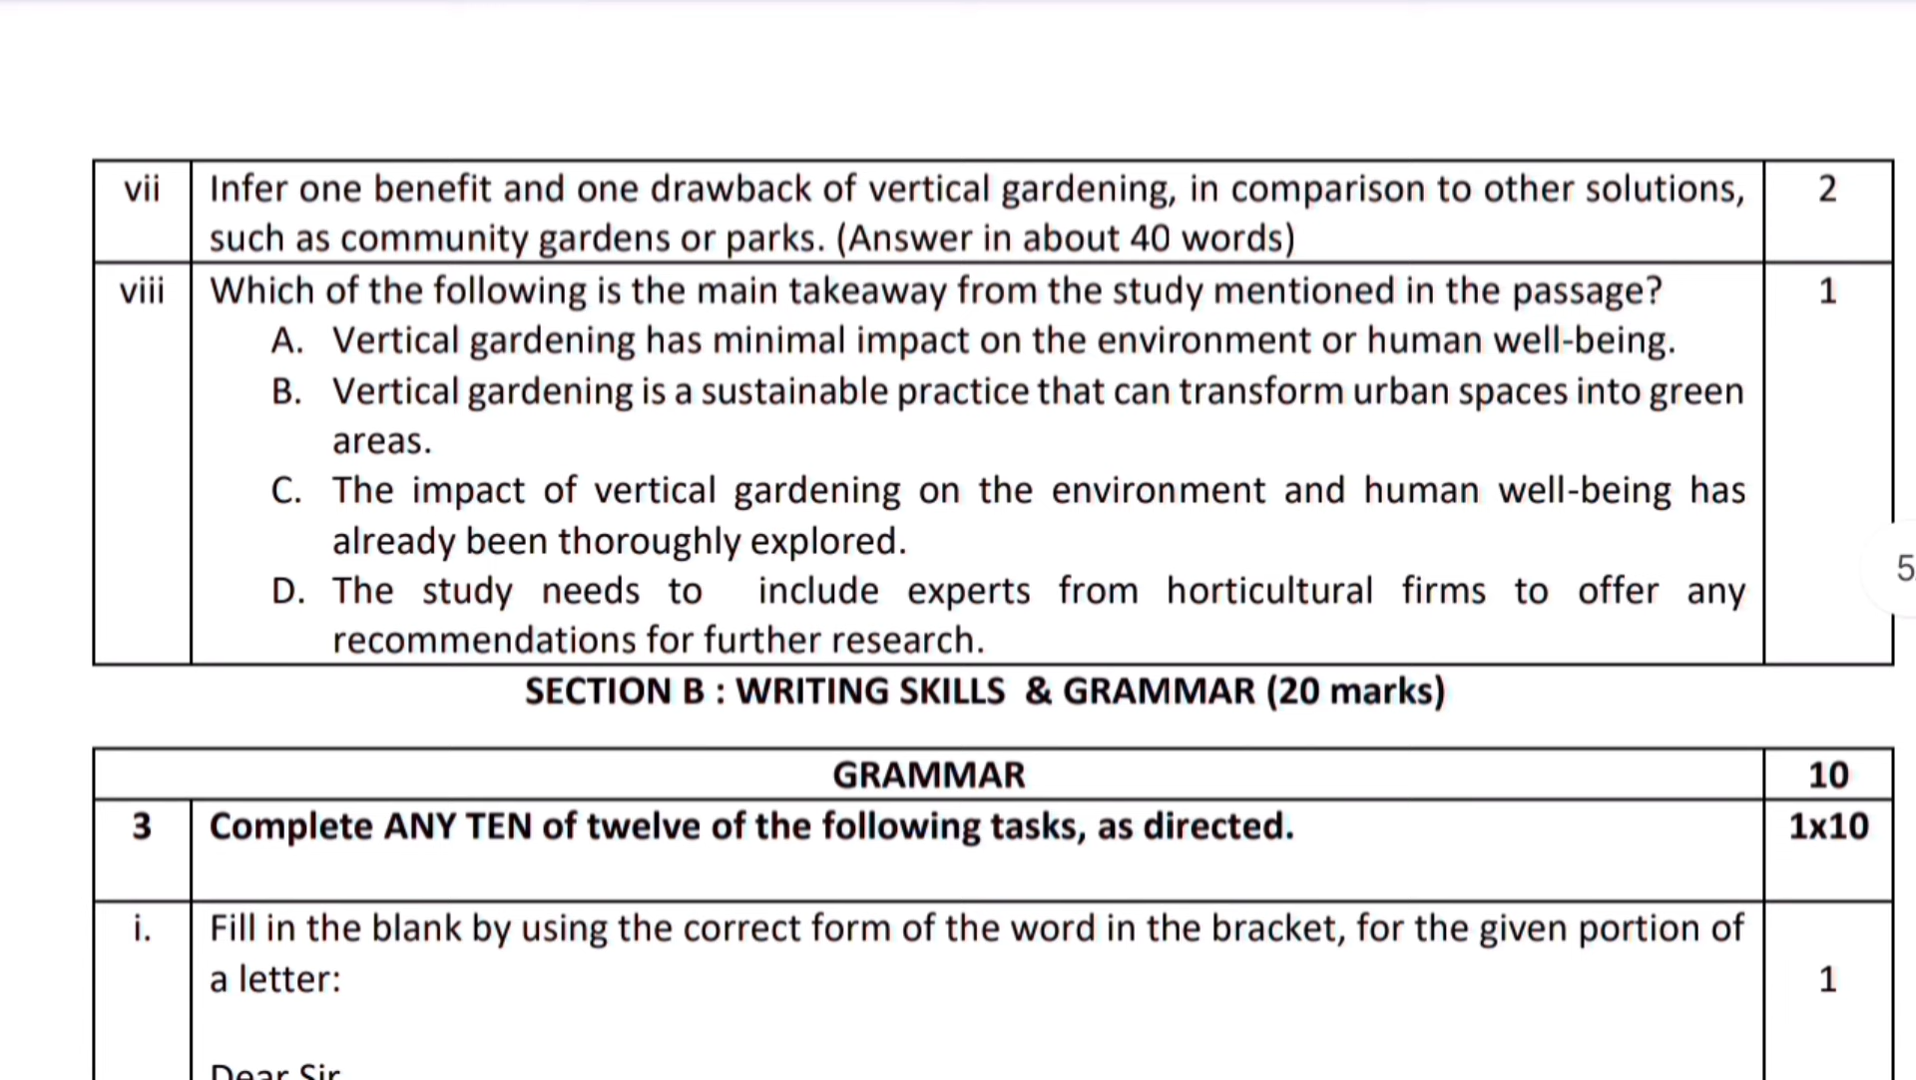 vii Infer one benefit and one drawback of vertical gardening, in comparison to other solutions, 2
such as community gardens or parks. (Answer in about 40 words)
viii Which of the following is the main takeaway from the study mentioned in the passage? 1
A. Vertical gardening has minimal impact on the environment or human well-being.
B. Vertical gardening is a sustainable practice that can transform urban spaces into green
areas.
C. The impact of vertical gardening on the environment and human well-being has
already been thoroughly explored.
D. The study needs to include experts from horticultural firms to offer any
recommendations for further research.
5
SECTION B : WRITING SKILLS & GRAMMAR (20 marks)
GRAMMAR 10
3 Complete ANY TEN of twelve of the following tasks, as directed. 1x10
i. Fill in the blank by using the correct form of the word in the bracket, for the given portion of
a letter: 1
Dear Sir